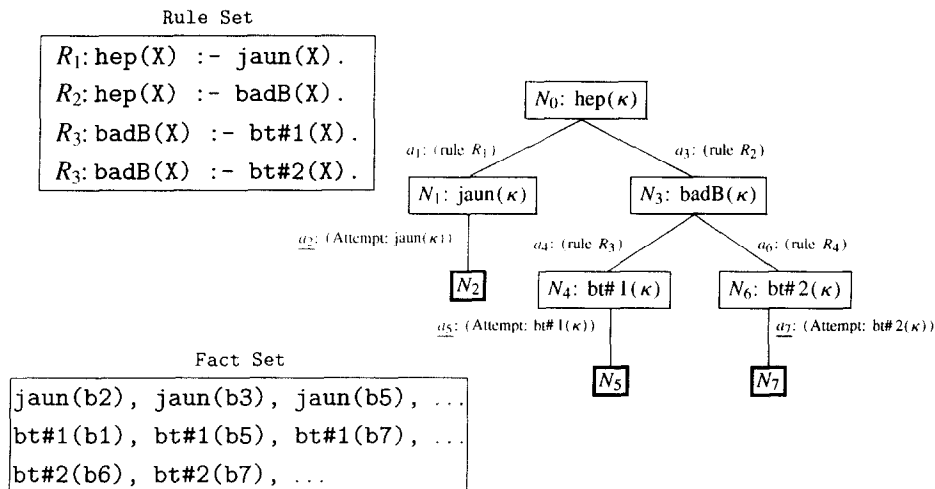 Rule Set
R₁: hep(X) :- jaun(X).
R₂: hep(X) :- badB(X).
R₃: badB(X) :- bt#1(X).
R₃: badB(X) :- bt#2(X).
N₀: hep(κ)
a₁: (rule R₁)
a₃: (rule R₂)
N₁: jaun(κ)
N₃: badB(κ)
a₂: (Attempt: jaun(κ))
a₄: (rule R₃)
a₆: (rule R₄)
N₂
N₄: bt#1(κ)
N₆: bt#2(κ)
a₅: (Attempt: bt#1(κ))
a₇: (Attempt: bt#2(κ))
N₅
N₇
Fact Set
jaun(b2), jaun(b3), jaun(b5), ...
bt#1(b1), bt#1(b5), bt#1(b7), ...
bt#2(b6), bt#2(b7), ...